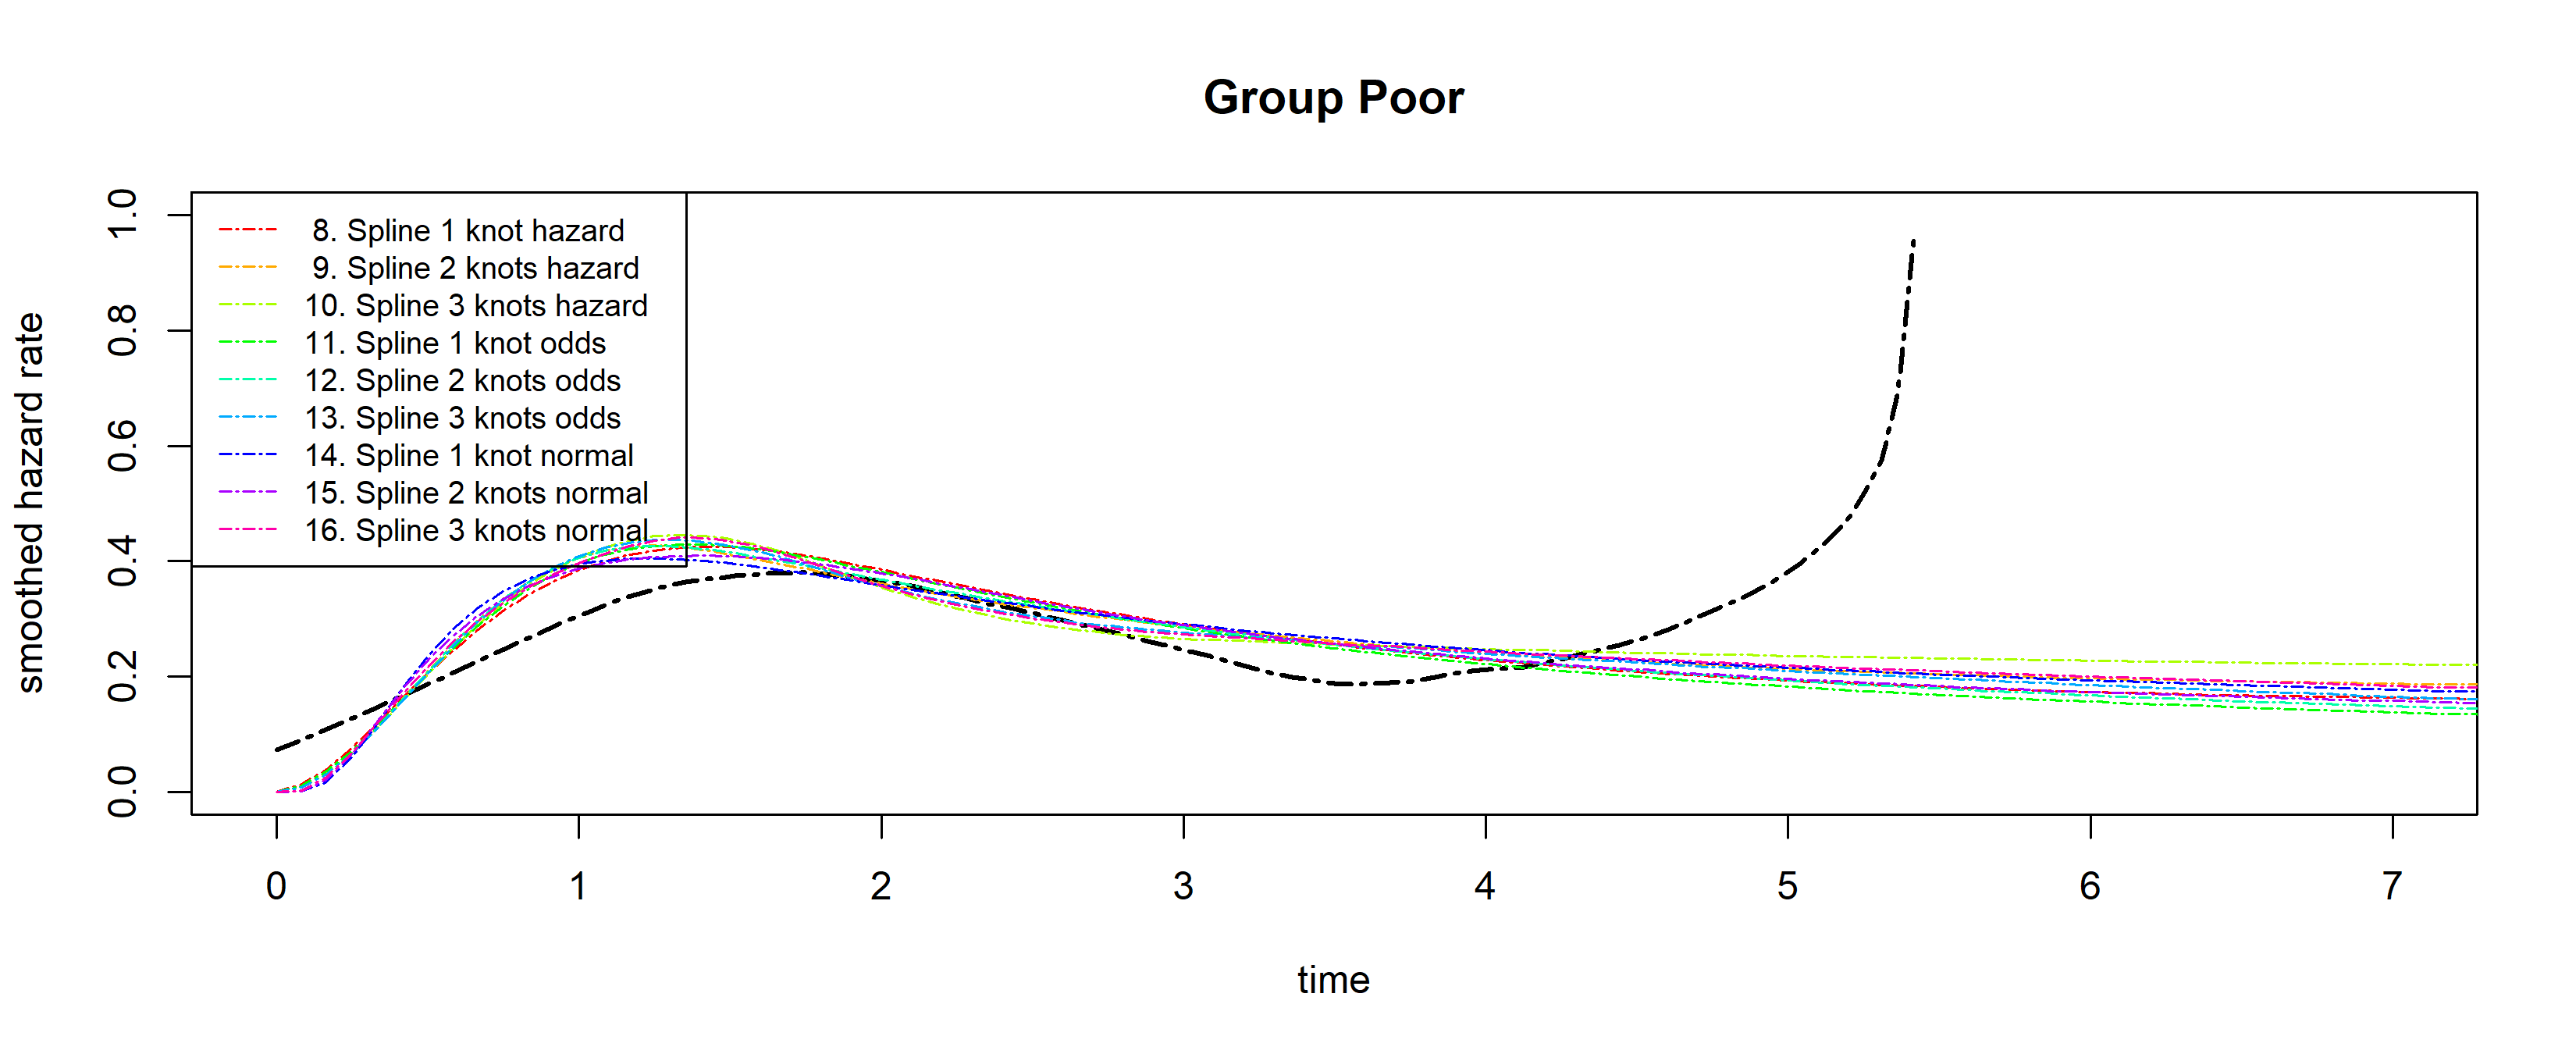 Group Poor
smoothed hazard rate
1.0
0.8
0.6
0.4
0.2
0.0
8. Spline 1 knot hazard
9. Spline 2 knots hazard
10. Spline 3 knots hazard
11. Spline 1 knot odds
12. Spline 2 knots odds
13. Spline 3 knots odds
14. Spline 1 knot normal
15. Spline 2 knots normal
16. Spline 3 knots normal
0 1 2 3 4 5 6 7
time